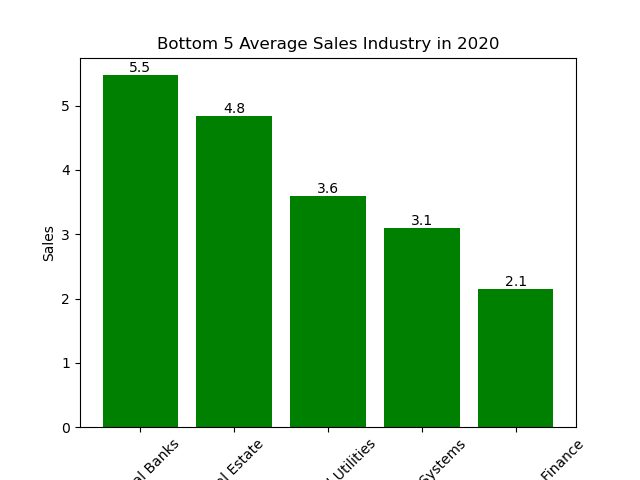 Bottom 5 Average Sales Industry in 2020
5.5
4.8
3.6
3.1
2.1
Sales
5
4
3
2
1
0
Banks
Estate
Utilities
Systems
Finance